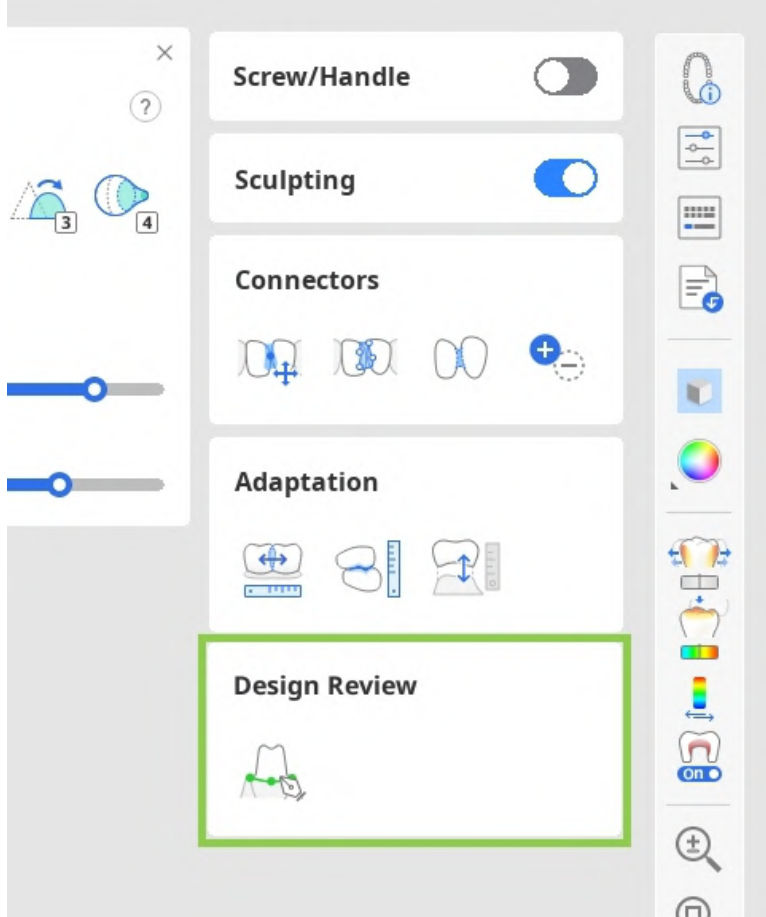 ?
Screw/Handle
3
4
Sculpting
Connectors
Adaptation
Design Review
On